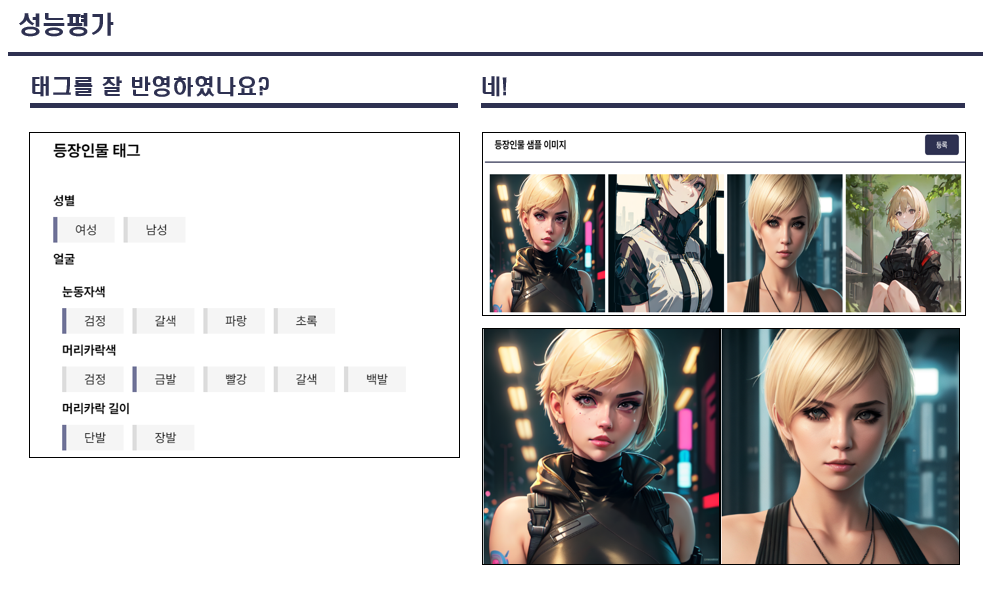 성능평가
태그를 잘 반영하였나요?
네!
등장인물 태그
성별
여성 남성
얼굴
눈동자색
검정 갈색 파랑 초록
머리카락색
검정 금발 빨강 갈색 백발
머리카락 길이
단발 장발
등장인물 샘플 이미지
등록